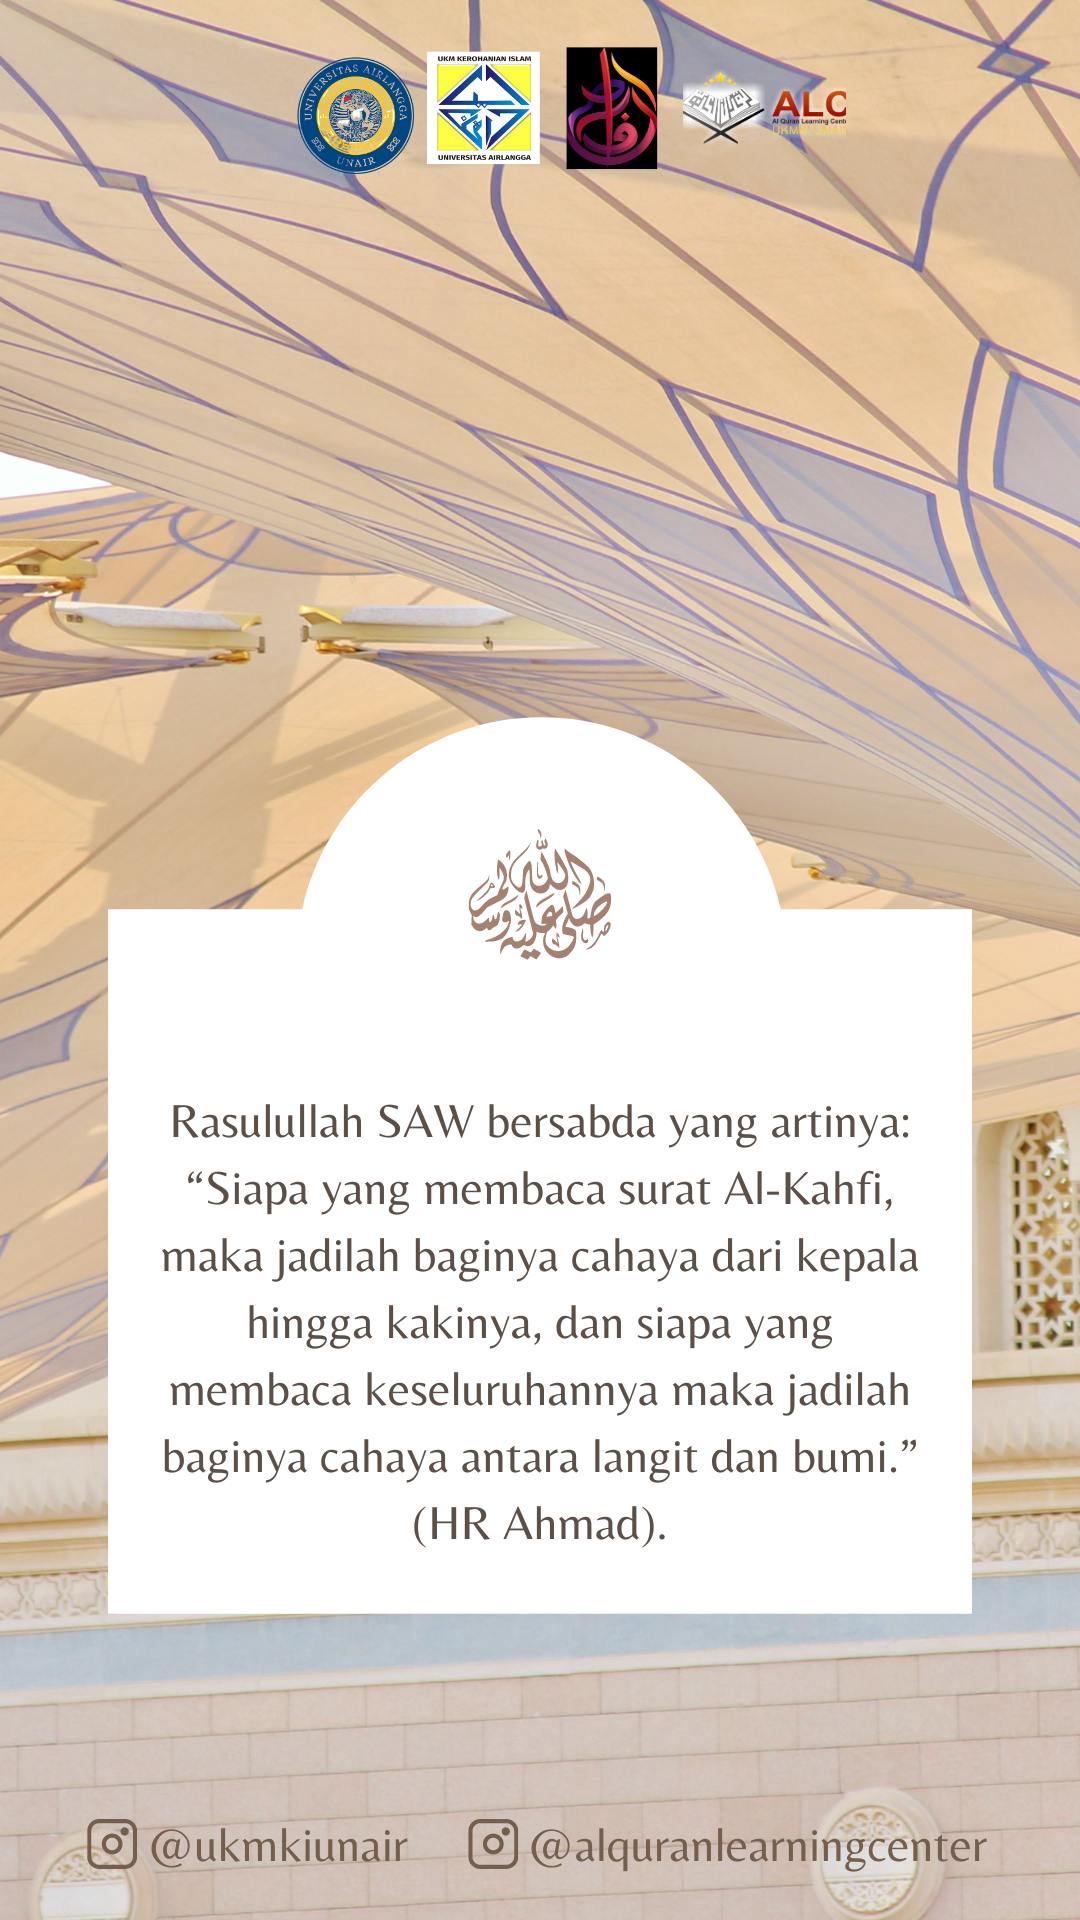 UNIVERSITAS AIRLANGGA
UNAIR
UKM KEROHANIAN ISLAM
UNIVERSITAS AIRLANGGA
ALC
Al Quran Learning Cent
صلى الله عليه وسلم
Rasulullah SAW bersabda yang artinya:
“Siapa yang membaca surat Al-Kahfi,
maka jadilah baginya cahaya dari kepala
hingga kakinya, dan siapa yang
membaca keseluruhannya maka jadilah
baginya cahaya antara langit dan bumi.”
(HR Ahmad).
@ukmkiunair
@alquranlearningcenter